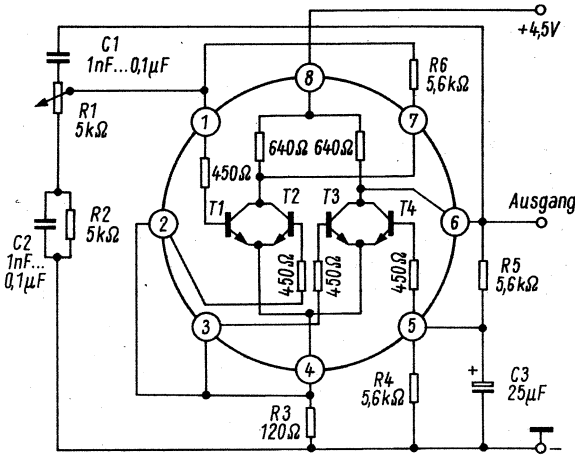 C1
1nF...0,1µF
R1
5kΩ
R2
5kΩ
C2
1nF...
0,1µF
8
+4,5V
R6
5,6kΩ
1
7
640Ω 640Ω
450Ω
T1
T2
T3
T4
2
6
Ausgang
R5
5,6kΩ
450Ω
450Ω
450Ω
3
5
4
R3
120Ω
R4
5,6kΩ
+
C3
25µF
−